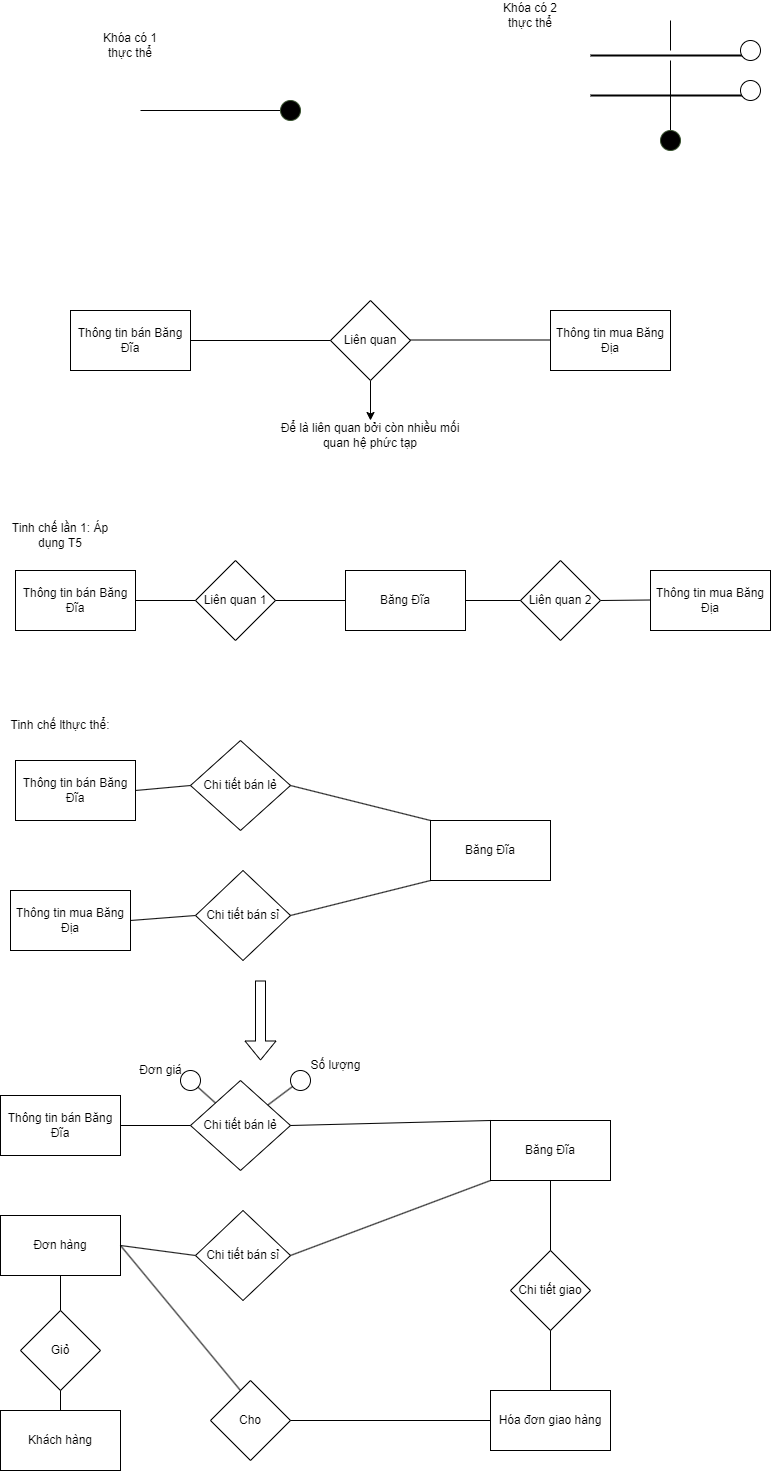 Khóa có 1
thực thể
Khóa có 2
thực thể
Thông tin bán Băng
Đĩa
Liên quan
Thông tin mua Băng
Địa
Để là liên quan bởi còn nhiều mối
quan hệ phức tạp
Tinh chế lần 1: Áp
dụng T5
Thông tin bán Băng
Đĩa
Liên quan 1
Băng Đĩa
Liên quan 2
Thông tin mua Băng
Địa
Tinh chế lthực thể:
Thông tin bán Băng
Đĩa
Chi tiết bán lẻ
Băng Đĩa
Thông tin mua Băng
Địa
Chi tiết bán sỉ
Đơn giá
Số lượng
Thông tin bán Băng
Đĩa
Chi tiết bán lẻ
Băng Đĩa
Đơn hàng
Chi tiết bán sỉ
Chi tiết giao
Giỏ
Cho
Hóa đơn giao hàng
Khách hàng